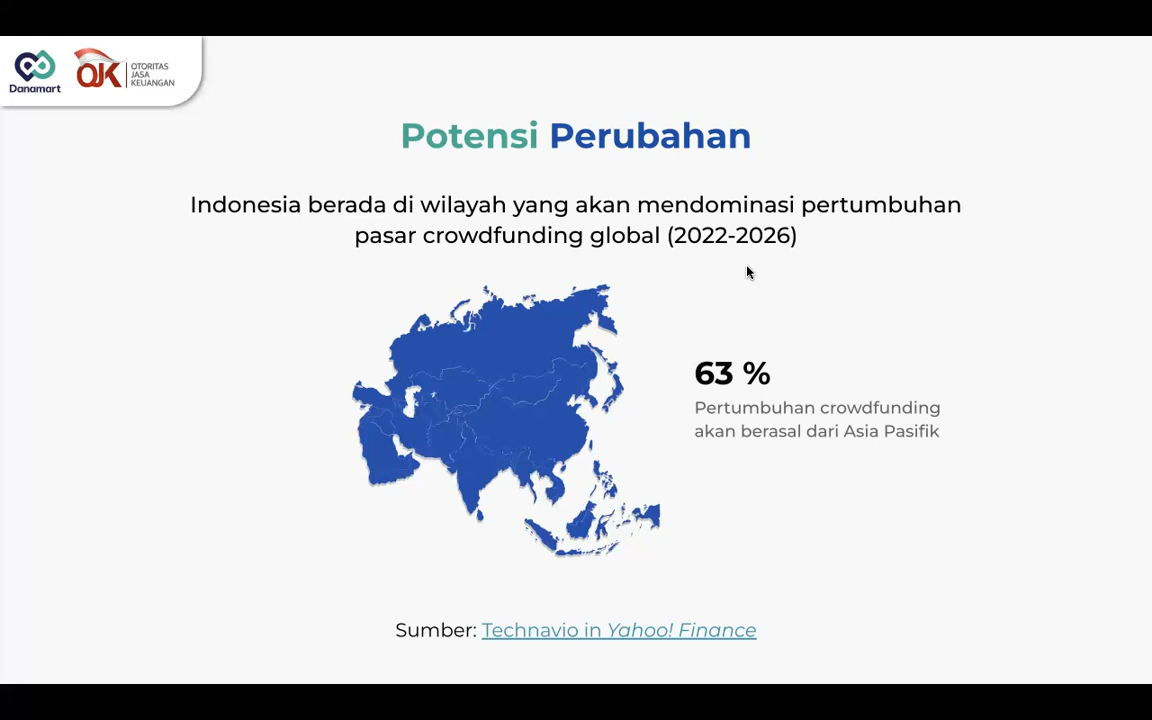 Danamart
OJK
OTORITAS
JASA
KEUANGAN
Potensi Perubahan
Indonesia berada di wilayah yang akan mendominasi pertumbuhan
pasar crowdfunding global (2022-2026)
63 %
Pertumbuhan crowdfunding
akan berasal dari Asia Pasifik
Sumber: Technavio in Yahoo! Finance